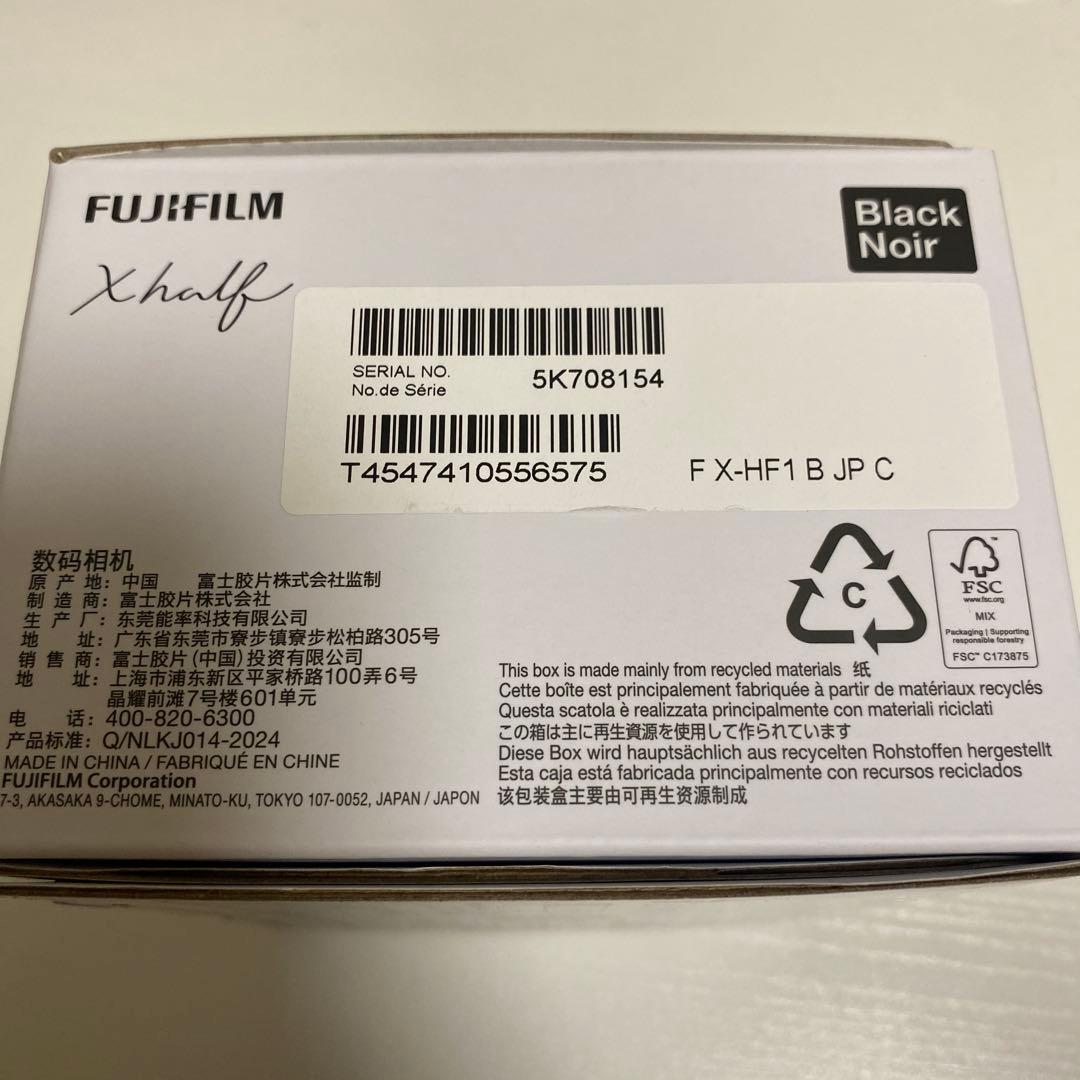 FUJIFILM
X half
Black
Noir
SERIAL NO.
No.de Série
5K708154
T4547410556575
F X-HF1 B JP C
数码相机
原 产 地：中国 富士胶片株式会社监制
制 造 商：富士胶片株式会社
生 产 厂：东莞能率科技有限公司
地 址：广东省东莞市寮步镇寮步松柏路305号
销 售 商：富士胶片(中国)投资有限公司
地 址：上海市浦东新区平家桥路100弄6号
晶耀前滩7号楼601单元
电 话：400-820-6300
产品标准：Q/NLKJ014-2024
MADE IN CHINA / FABRIQUÉ EN CHINE
FUJIFILM Corporation
7-3, AKASAKA 9-CHOME, MINATO-KU, TOKYO 107-0052, JAPAN / JAPON
C
FSC™
www.fsc.org
MIX
Packaging | Supporting
responsible forestry
FSC™ C173875
This box is made mainly from recycled materials 纸
Cette boîte est principalement fabriquée à partir de matériaux recyclés
Questa scatola è realizzata principalmente con materiali riciclati
この箱は主に再生資源を使用して作られています
Diese Box wird hauptsächlich aus recycelten Rohstoffen hergestellt
Esta caja está fabricada principalmente con recursos reciclados
该包装盒主要由可再生资源制成